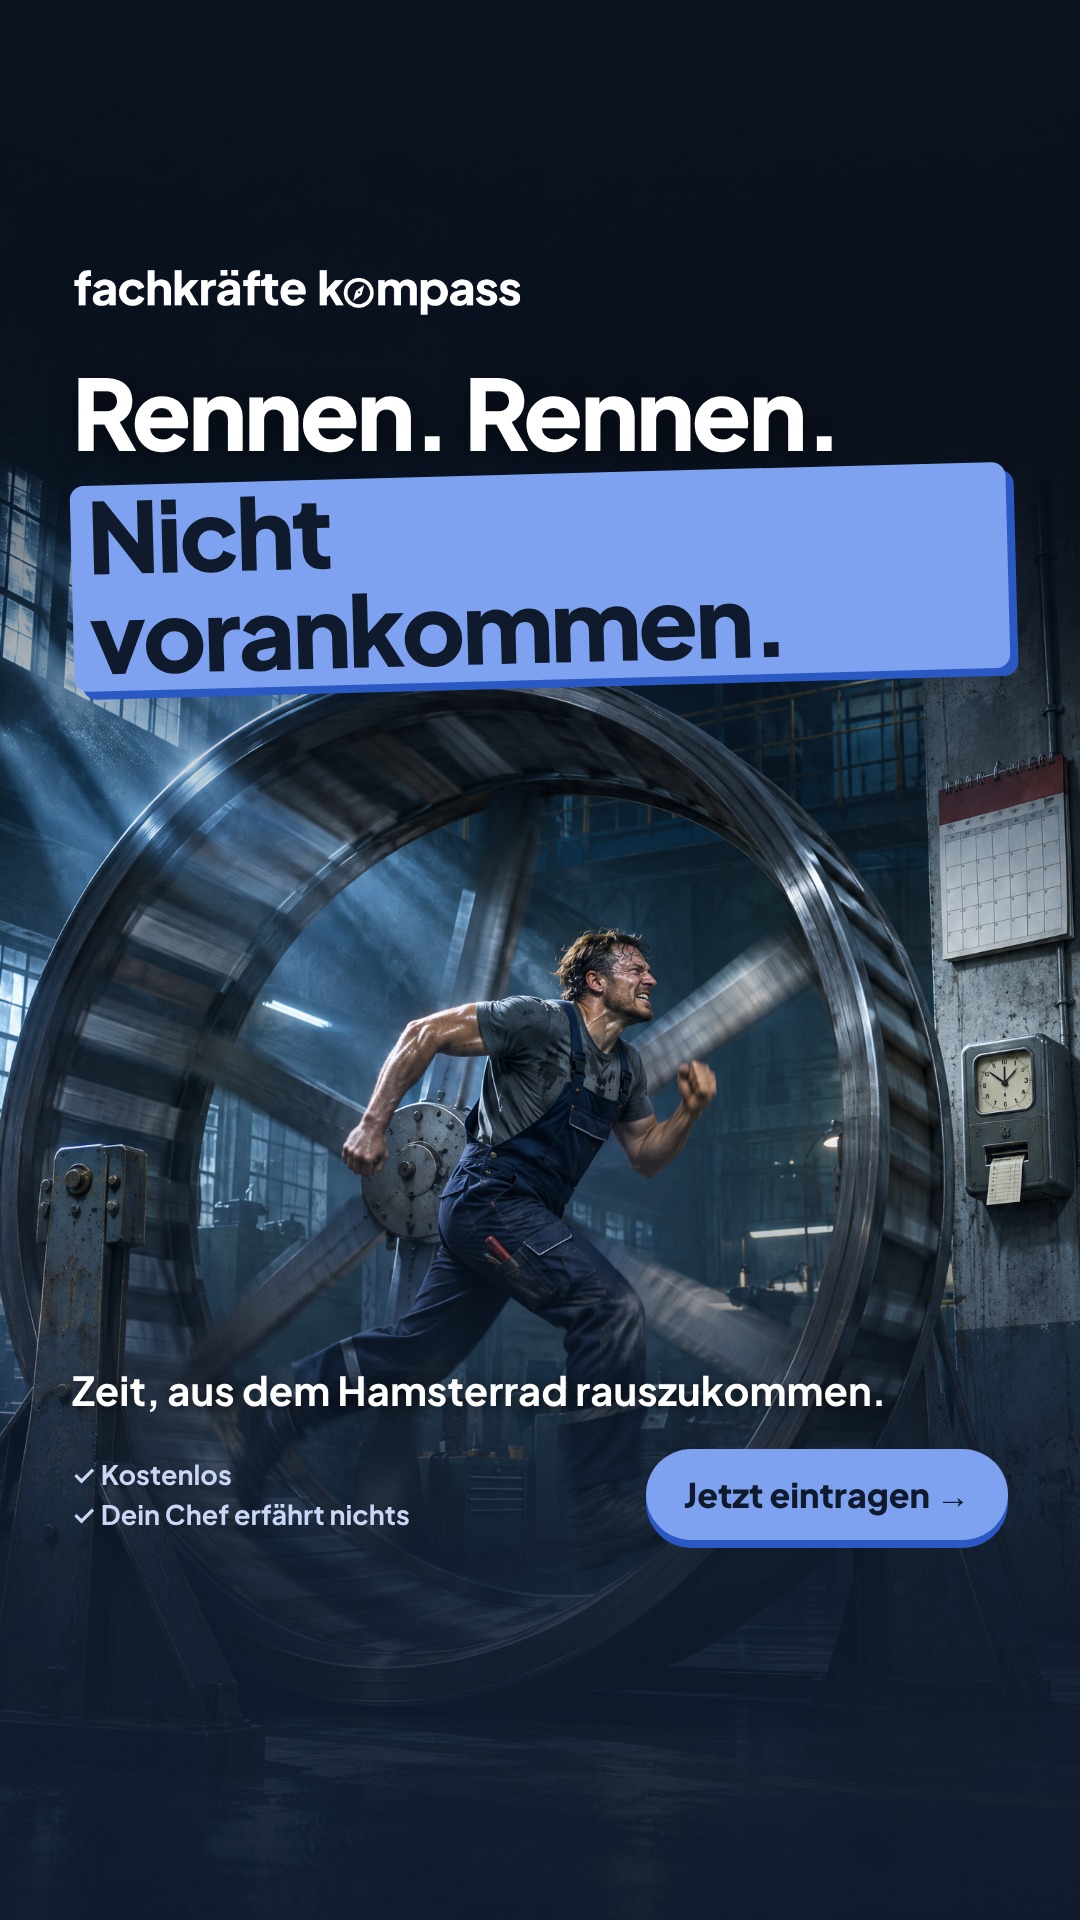 fachkräfte kompass
Rennen. Rennen.
Nicht
vorankommen.
Zeit, aus dem Hamsterrad rauszukommen.
✓ Kostenlos
✓ Dein Chef erfährt nichts
Jetzt eintragen →